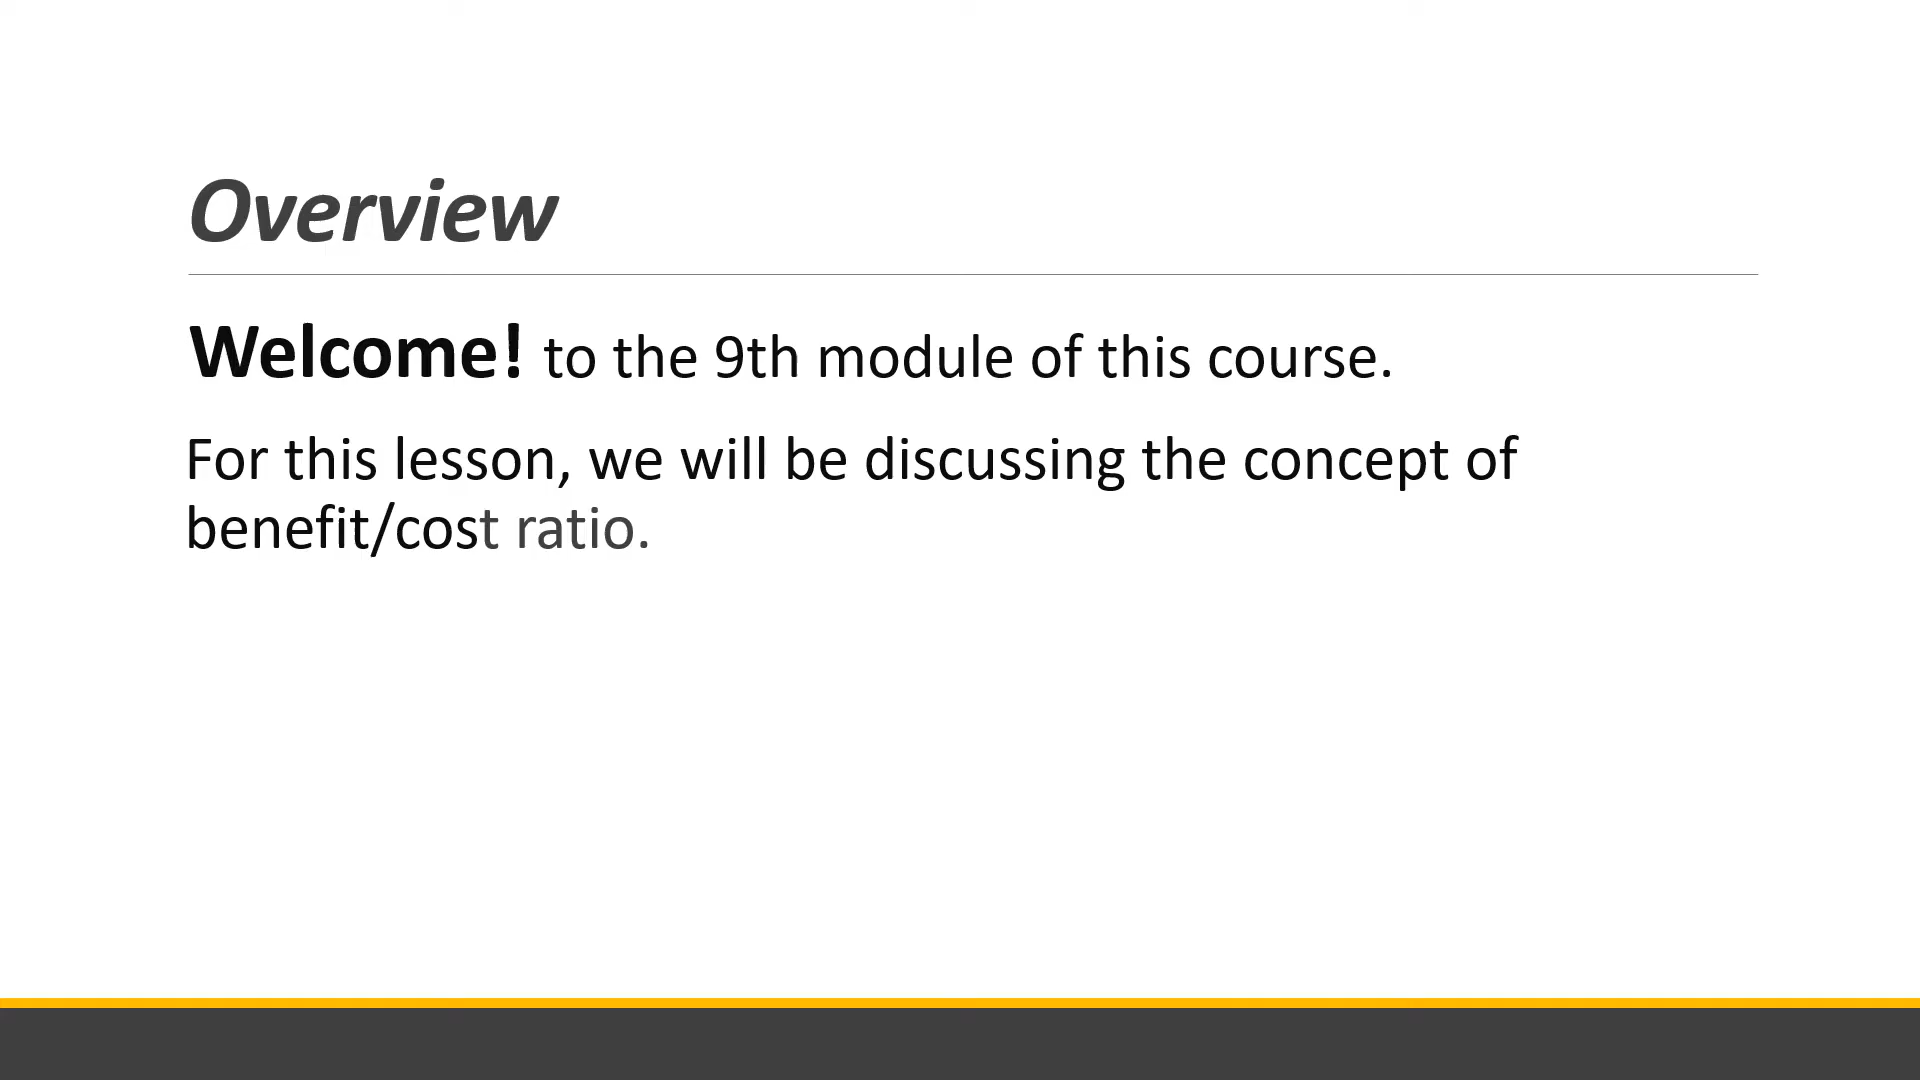 Overview
Welcome! to the 9th module of this course.
For this lesson, we will be discussing the concept of
benefit/cost ratio.